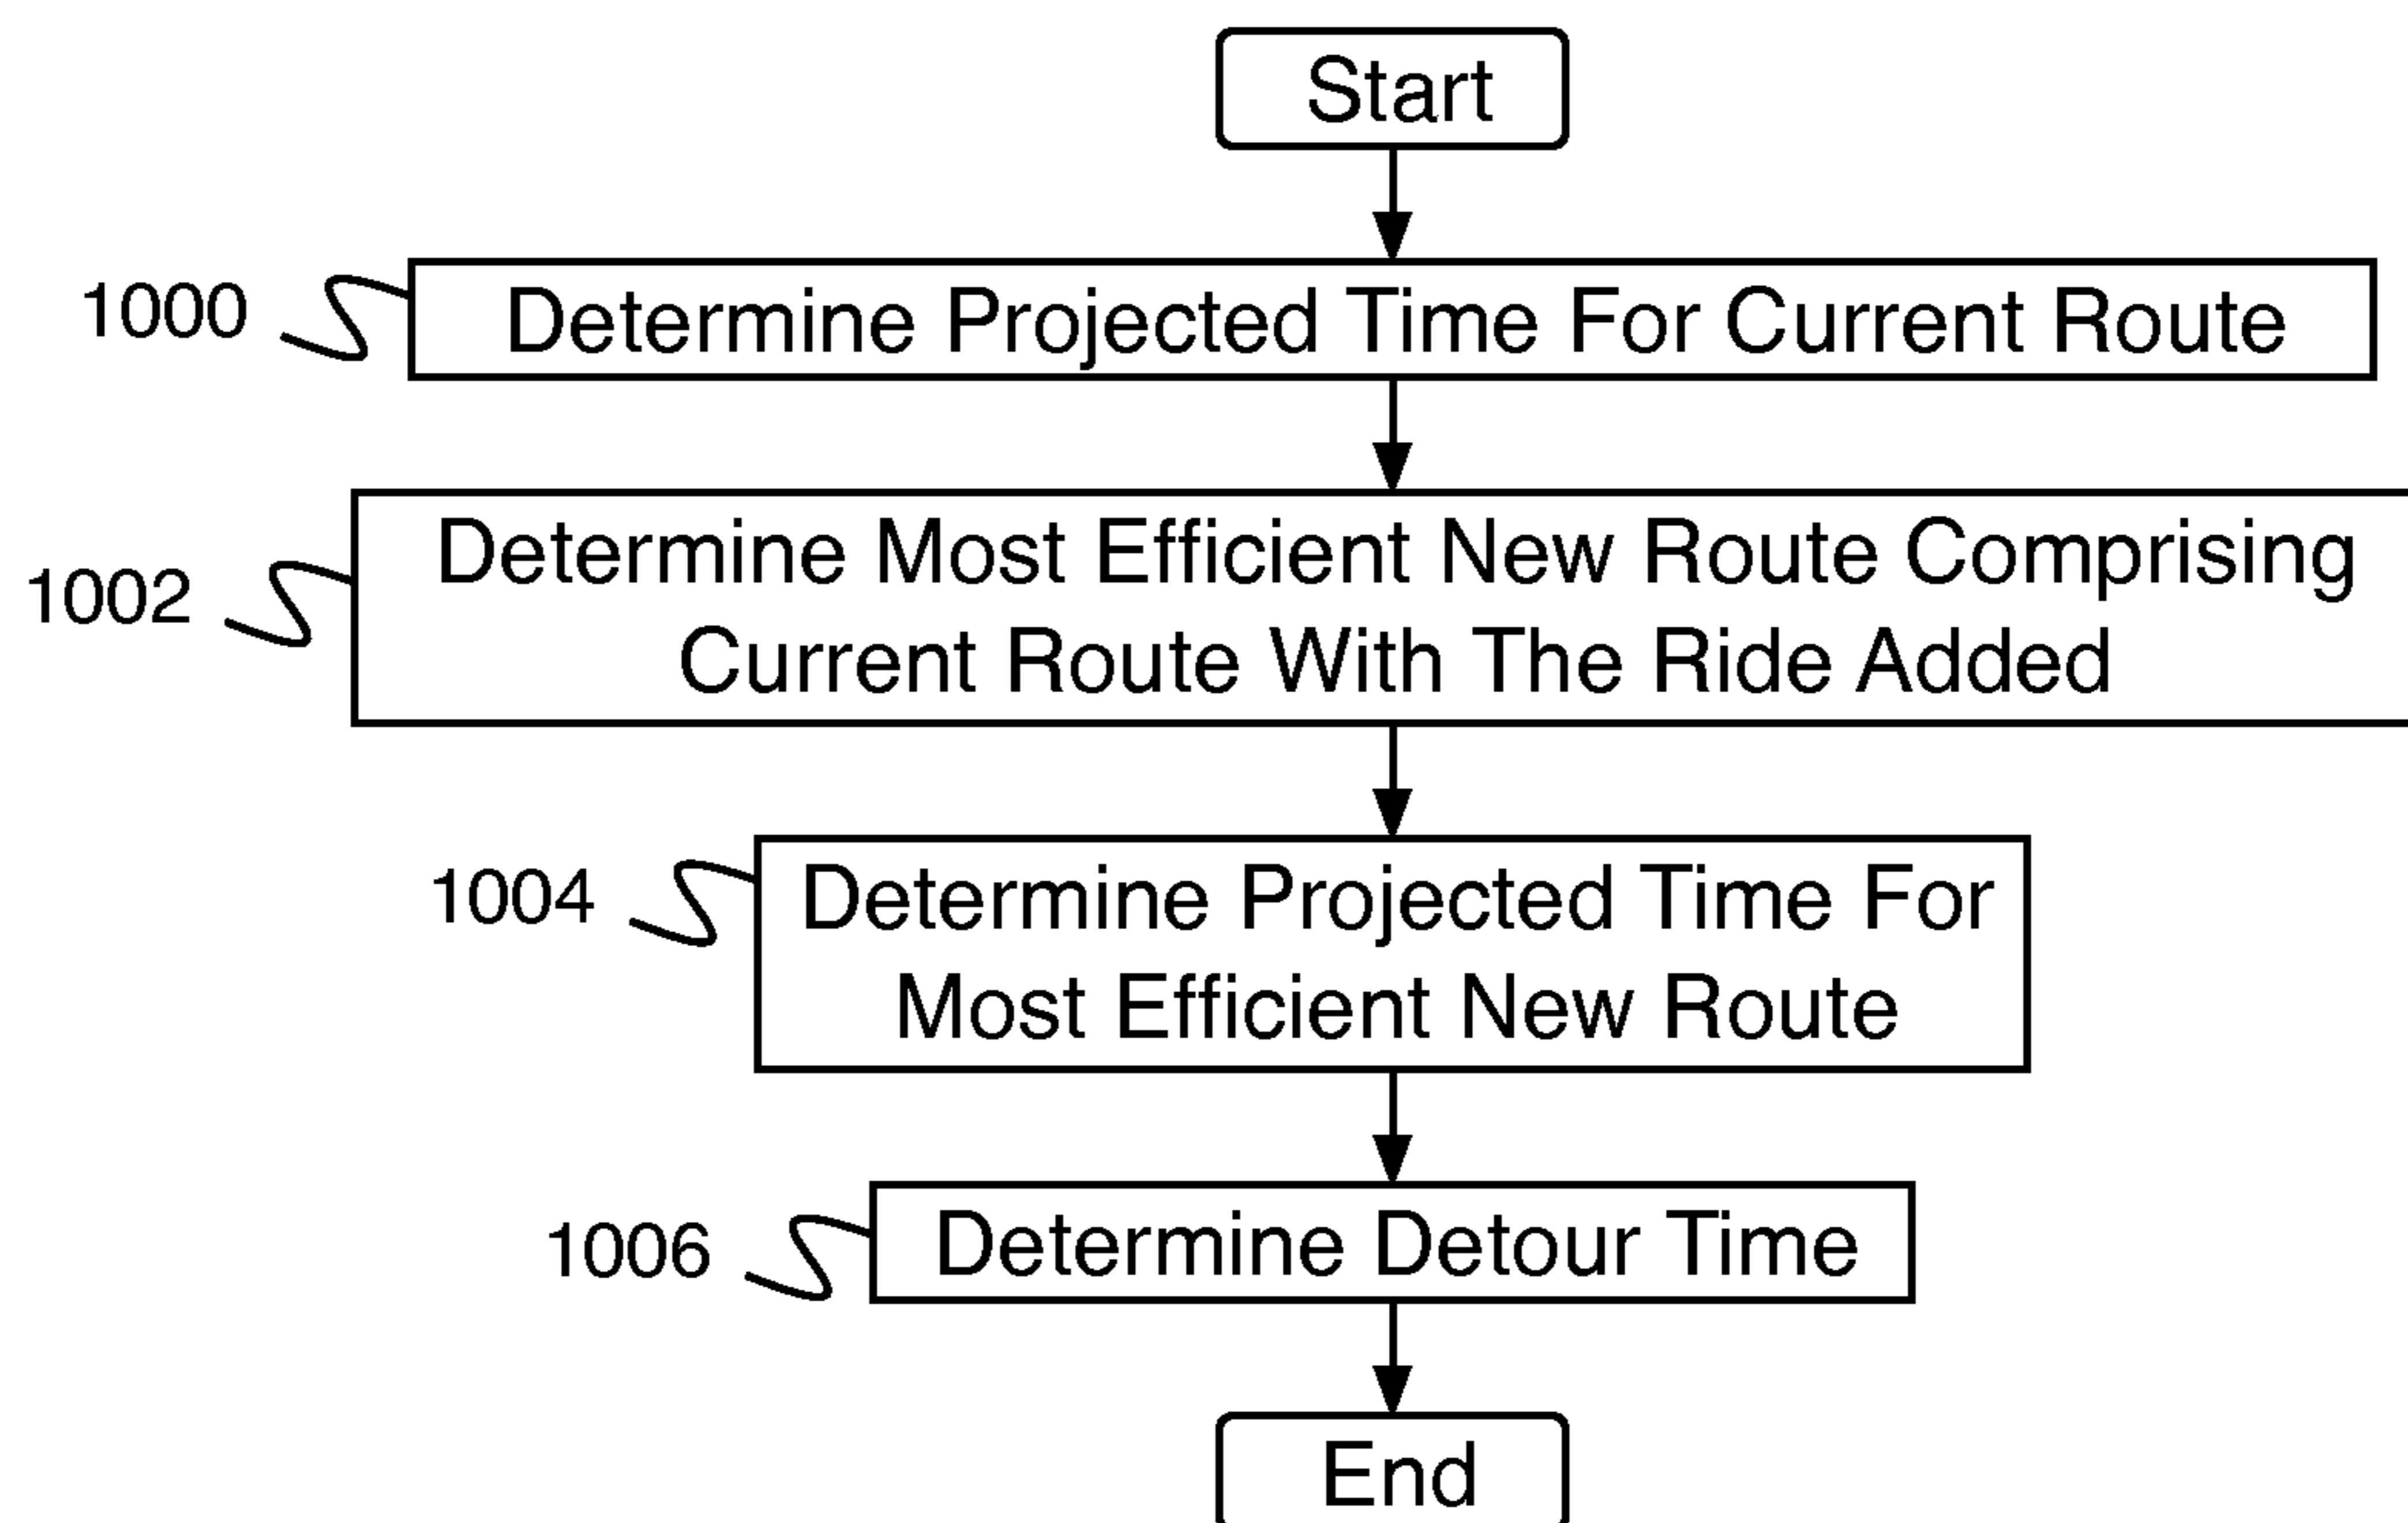 Start
1000
Determine Projected Time For Current Route
1002
Determine Most Efficient New Route Comprising
Current Route With The Ride Added
1004
Determine Projected Time For
Most Efficient New Route
1006
Determine Detour Time
End